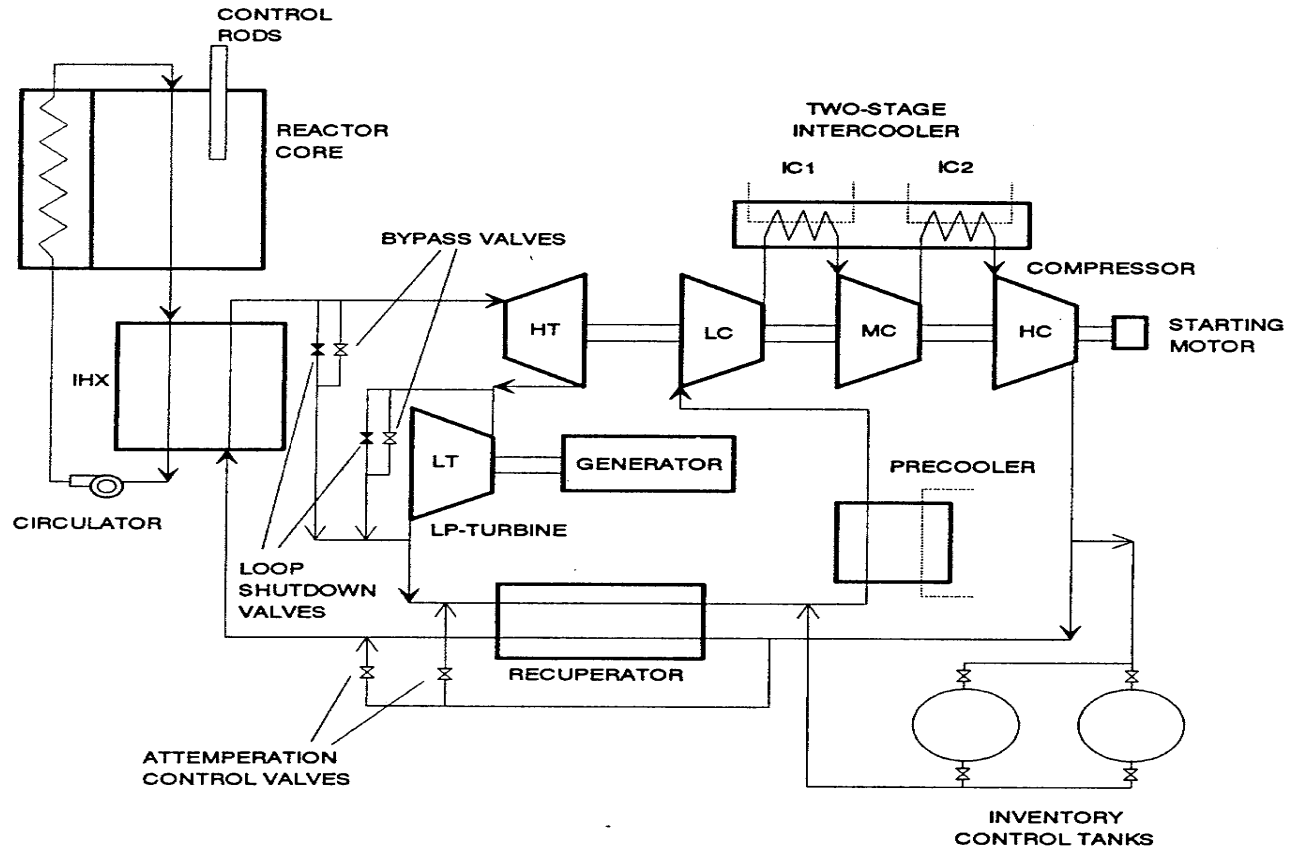 CONTROL
RODS
REACTOR
CORE
TWO-STAGE
INTERCOOLER
IC1
IC2
BYPASS VALVES
COMPRESSOR
HT
LC
MC
HC
STARTING
MOTOR
IHX
LT
GENERATOR
PRECOOLER
CIRCULATOR
LP-TURBINE
LOOP
SHUTDOWN
VALVES
RECUPERATOR
ATTEMPERATION
CONTROL VALVES
INVENTORY
CONTROL TANKS